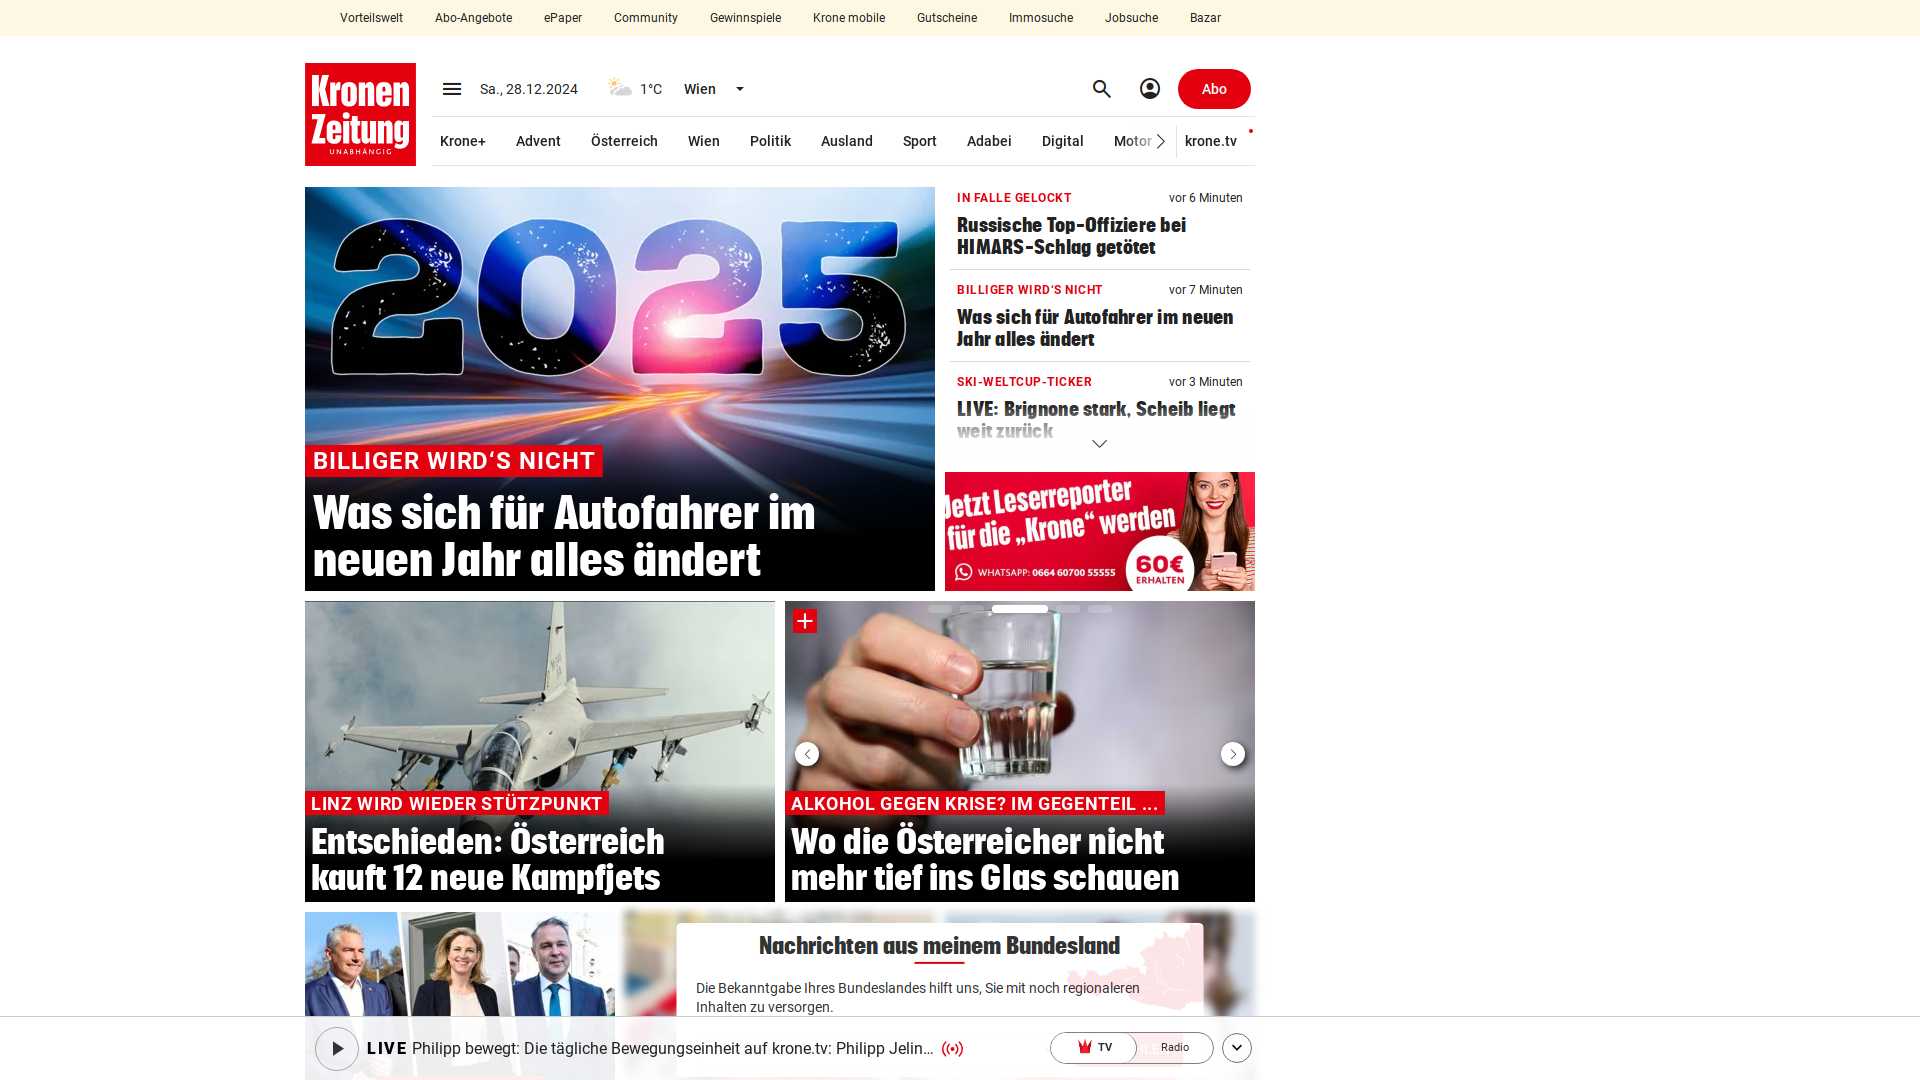 Vorteilswelt Abo-Angebote ePaper Community Gewinnspiele Krone mobile Gutscheine Immosuche Jobsuche Bazar
Kronen
Zeitung
UNABHÄNGIG
Sa., 28.12.2024 1°C Wien Abo
Krone+ Advent Österreich Wien Politik Ausland Sport Adabei Digital Motor krone.tv
2025
BILLIGER WIRD‘S NICHT
Was sich für Autofahrer im
neuen Jahr alles ändert
IN FALLE GELOCKT vor 6 Minuten
Russische Top-Offiziere bei
HIMARS-Schlag getötet
BILLIGER WIRD‘S NICHT vor 7 Minuten
Was sich für Autofahrer im neuen
Jahr alles ändert
SKI-WELTCUP-TICKER vor 3 Minuten
LIVE: Brignone stark, Scheib liegt
weit zurück
Jetzt Leserreporter
für die „Krone“ werden
WHATSAPP: 0664 60700 55555
60€
ERHALTEN
LINZ WIRD WIEDER STÜTZPUNKT
Entschieden: Österreich
kauft 12 neue Kampfjets
ALKOHOL GEGEN KRISE? IM GEGENTEIL ...
Wo die Österreicher nicht
mehr tief ins Glas schauen
Nachrichten aus meinem Bundesland
Die Bekanntgabe Ihres Bundeslandes hilft uns, Sie mit noch regionaleren
Inhalten zu versorgen.
LIVE Philipp bewegt: Die tägliche Bewegungseinheit auf krone.tv: Philipp Jelin... TV Radio